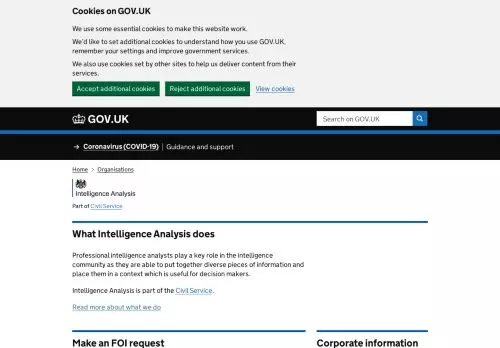 Cookies on GOV.UK
We use some essential cookies to make this website work.
We'd like to set additional cookies to understand how you use GOV.UK,
remember your settings and improve government services.
We also use cookies set by other sites to help us deliver content from their
services.
Accept additional cookies
Reject additional cookies
View cookies
GOV.UK
Search on GOV.UK
→ Coronavirus (COVID-19) | Guidance and support
Home > Organisations
Intelligence Analysis
Part of Civil Service
What Intelligence Analysis does
Professional intelligence analysts play a key role in the intelligence
community as they are able to put together diverse pieces of information and
place them in a context which is useful for decision makers.
Intelligence Analysis is part of the Civil Service.
Read more about what we do
Make an FOI request
Corporate information